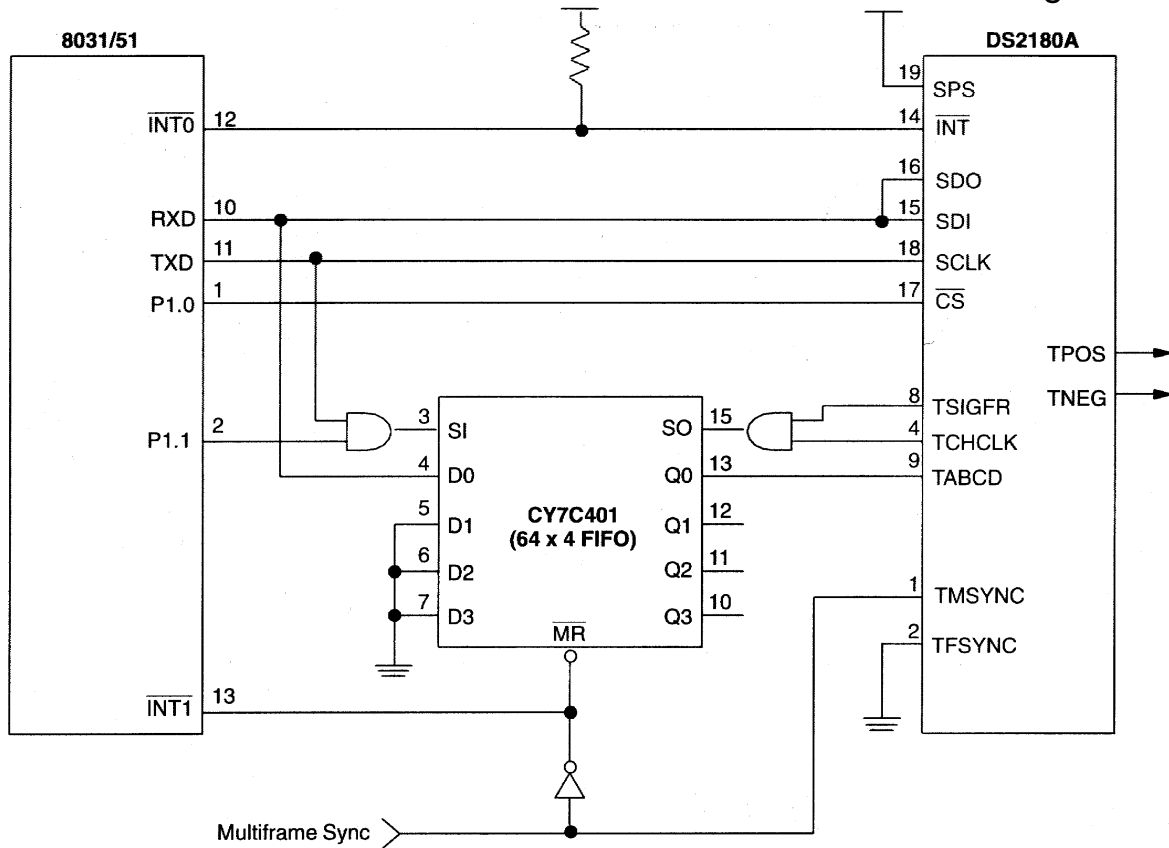 8031/51
DS2180A
19
SPS
INT0
12
14
INT
16
SDO
RXD
10
15
SDI
TXD
11
18
SCLK
P1.0
1
17
CS
TPOS
TNEG
P1.1
2
3
SI
SO
15
8
TSIGFR
4
TCHCLK
4
D0
Q0
13
9
TABCD
5
D1
Q1
12
CY7C401
(64 x 4 FIFO)
6
D2
Q2
11
7
D3
Q3
10
MR
1
TMSYNC
2
TFSYNC
INT1
13
Multiframe Sync